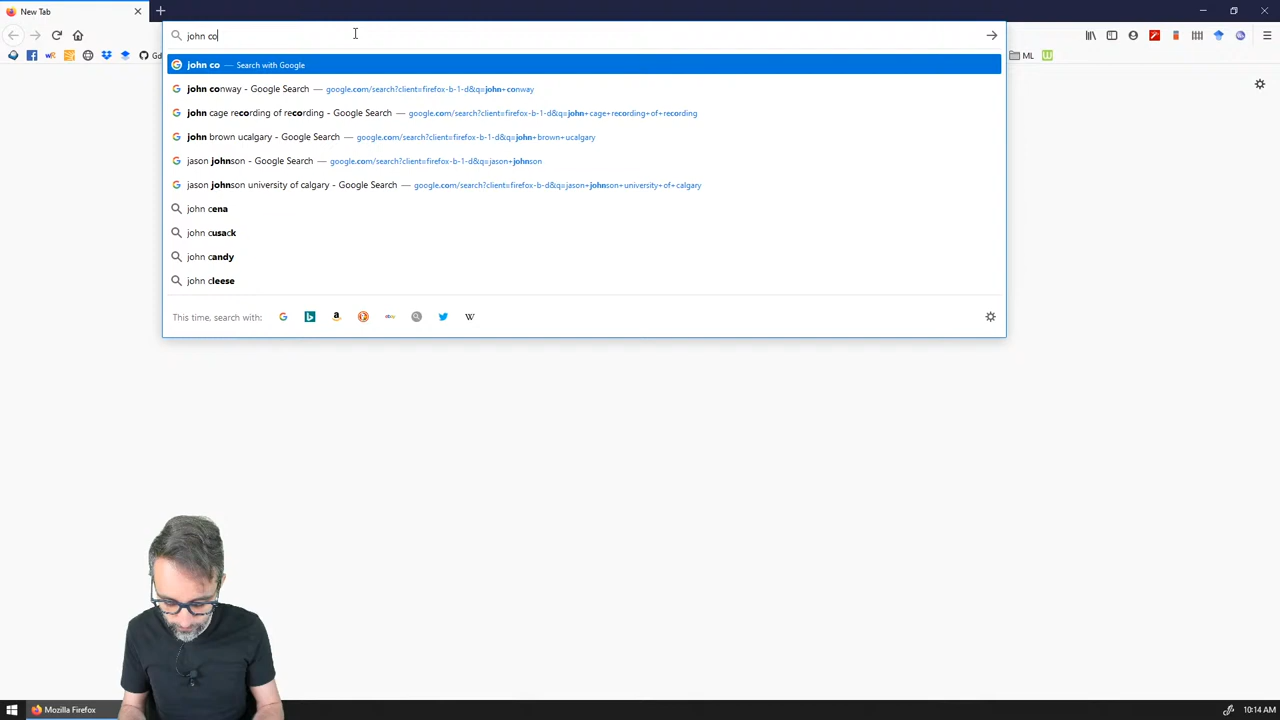 New Tab
john co
Gd
ML
john co — Search with Google
john conway - Google Search — google.com/search?client=firefox-b-1-d&q=john+conway
john cage recording of recording - Google Search — google.com/search?client=firefox-b-1-d&q=john+cage+recording+of+recording
john brown ucalgary - Google Search — google.com/search?client=firefox-b-1-d&q=john+brown+ucalgary
jason johnson - Google Search — google.com/search?client=firefox-b-1-d&q=jason+johnson
jason johnson university of calgary - Google Search — google.com/search?client=firefox-b-d&q=jason+johnson+university+of+calgary
john cena
john cusack
john candy
john cleese
This time, search with:
Mozilla Firefox
10:14 AM